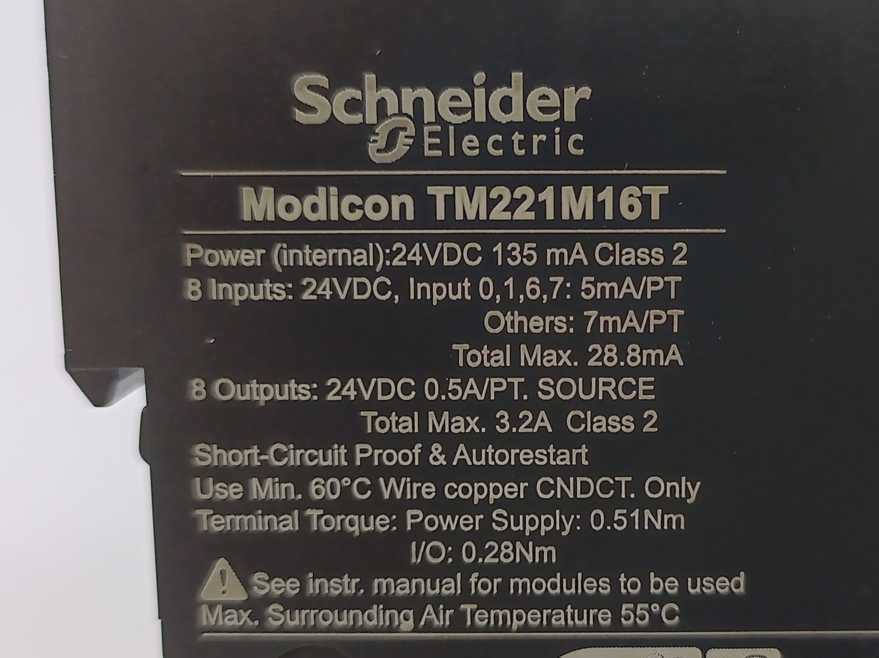 Schneider
Electric
Modicon TM221M16T
Power (internal):24VDC 135 mA Class 2
8 Inputs: 24VDC, Input 0,1,6,7: 5mA/PT
Others: 7mA/PT
Total Max. 28.8mA
8 Outputs: 24VDC 0.5A/PT. SOURCE
Total Max. 3.2A Class 2
Short-Circuit Proof & Autorestart
Use Min. 60°C Wire copper CNDCT. Only
Terminal Torque: Power Supply: 0.51Nm
I/O: 0.28Nm
See instr. manual for modules to be used
Max. Surrounding Air Temperature 55°C